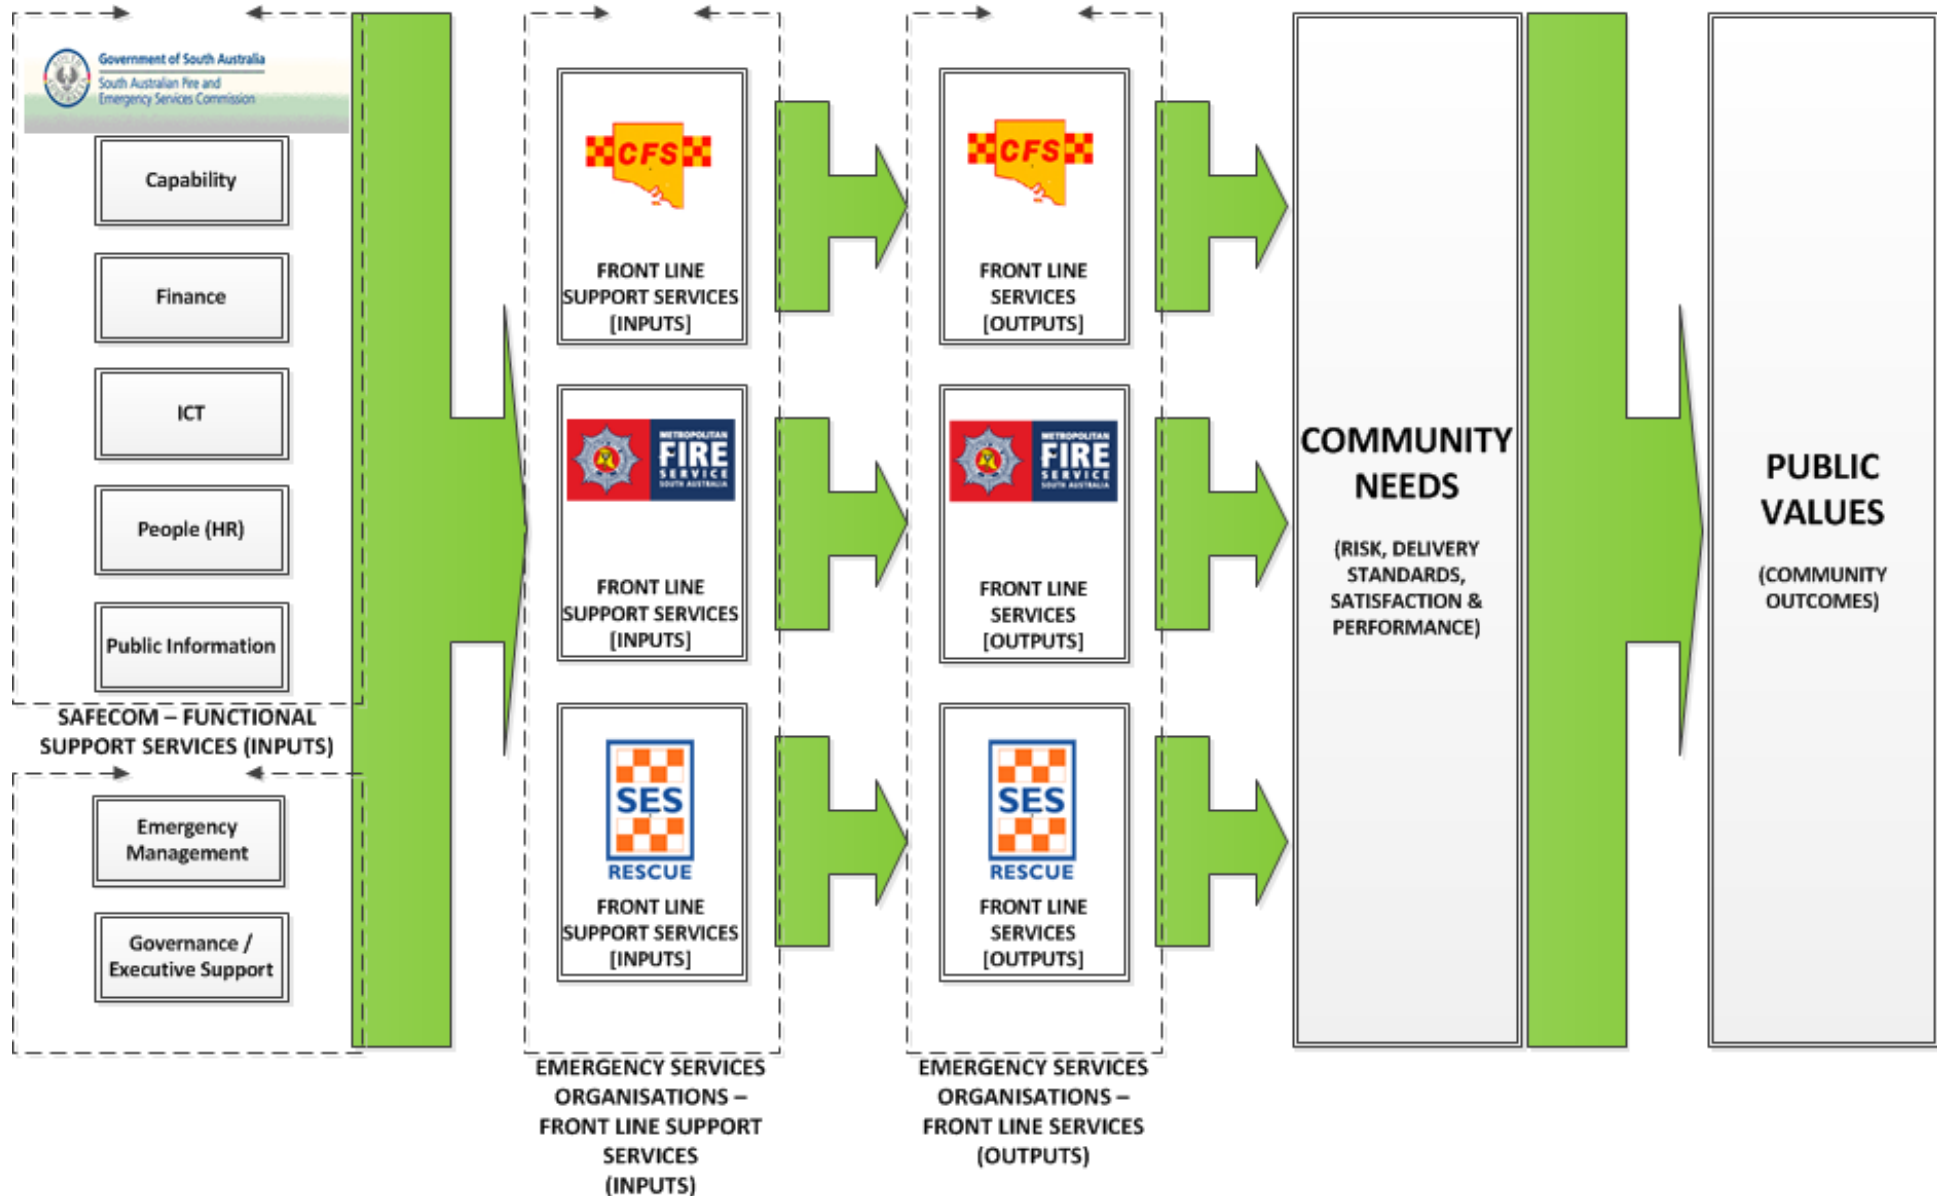 Government of South Australia
South Australian Fire and
Emergency Services Commission
Capability
Finance
ICT
People (HR)
Public Information
SAFECOM – FUNCTIONAL
SUPPORT SERVICES (INPUTS)
Emergency
Management
Governance /
Executive Support
CFS
FRONT LINE
SUPPORT SERVICES
[INPUTS]
METROPOLITAN
FIRE
SERVICE
SOUTH AUSTRALIA
FRONT LINE
SUPPORT SERVICES
[INPUTS]
SES
RESCUE
FRONT LINE
SUPPORT SERVICES
[INPUTS]
EMERGENCY SERVICES
ORGANISATIONS –
FRONT LINE SUPPORT
SERVICES
(INPUTS)
CFS
FRONT LINE
SERVICES
[OUTPUTS]
METROPOLITAN
FIRE
SERVICE
SOUTH AUSTRALIA
FRONT LINE
SERVICES
[OUTPUTS]
SES
RESCUE
FRONT LINE
SERVICES
[OUTPUTS]
EMERGENCY SERVICES
ORGANISATIONS –
FRONT LINE SERVICES
(OUTPUTS)
COMMUNITY
NEEDS
(RISK, DELIVERY
STANDARDS,
SATISFACTION &
PERFORMANCE)
PUBLIC
VALUES
(COMMUNITY
OUTCOMES)